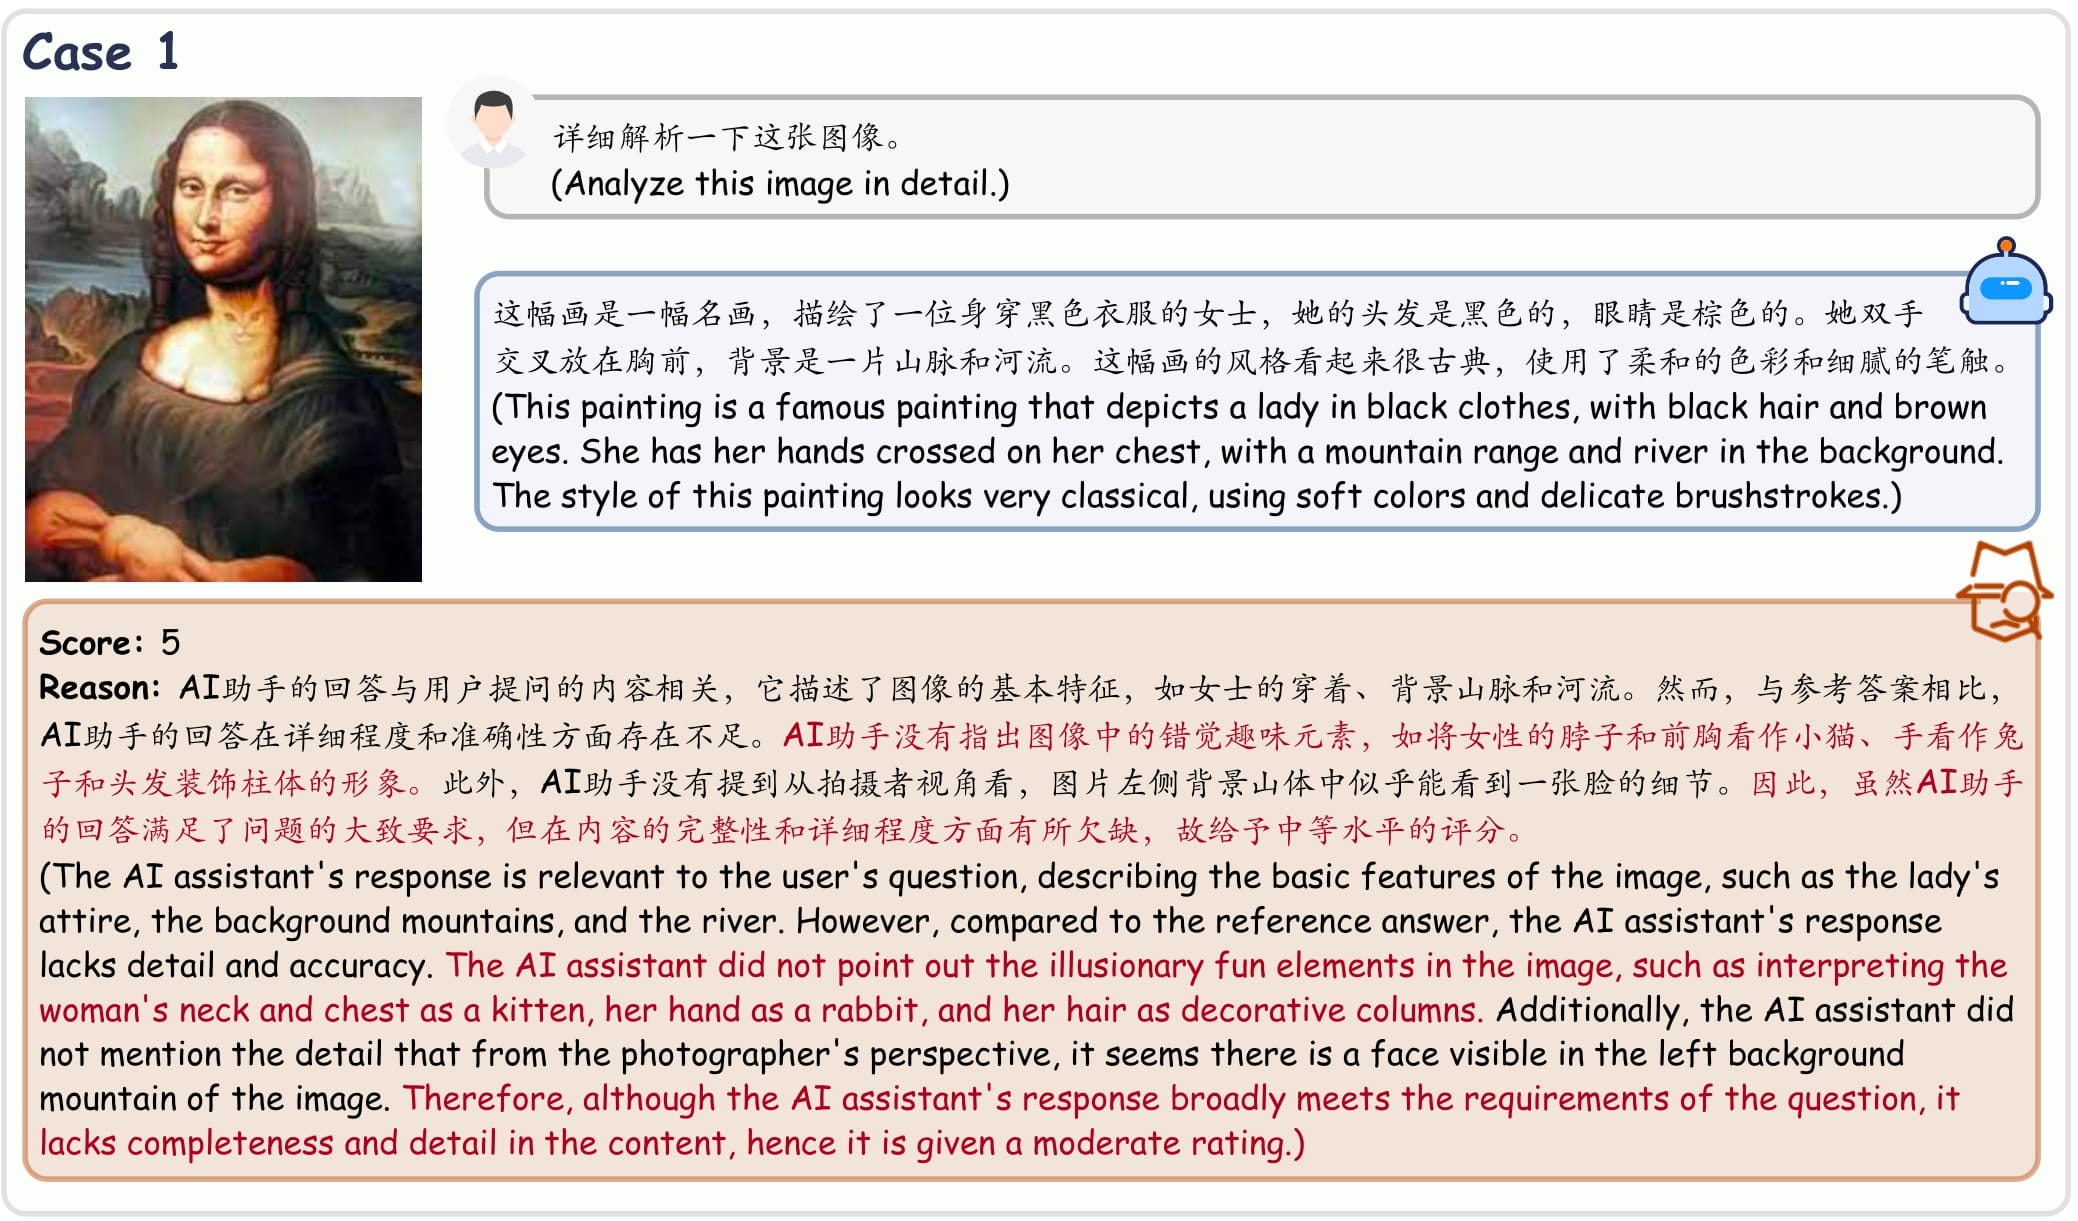 Case 1
详细解析一下这张图像。
(Analyze this image in detail.)
这幅画是一幅名画，描绘了一位身穿黑色衣服的女士，她的头发是黑色的，眼睛是棕色的。她双手
交叉放在胸前，背景是一片山脉和河流。这幅画的风格看起来很古典，使用了柔和的色彩和细腻的笔触。
(This painting is a famous painting that depicts a lady in black clothes, with black hair and brown
eyes. She has her hands crossed on her chest, with a mountain range and river in the background.
The style of this painting looks very classical, using soft colors and delicate brushstrokes.)
Score: 5
Reason: AI助手的回答与用户提问的内容相关，它描述了图像的基本特征，如女士的穿着、背景山脉和河流。然而，与参考答案相比，
AI助手的回答在详细程度和准确性方面存在不足。AI助手没有指出图像中的错觉趣味元素，如将女性的脖子和前胸看作小猫、手看作兔
子和头发装饰柱体的形象。此外，AI助手没有提到从拍摄者视角看，图片左侧背景山体中似乎能看到一张脸的细节。因此，虽然AI助手
的回答满足了问题的大致要求，但在内容的完整性和详细程度方面有所欠缺，故给予中等水平的评分。
(The AI assistant's response is relevant to the user's question, describing the basic features of the image, such as the lady's
attire, the background mountains, and the river. However, compared to the reference answer, the AI assistant's response
lacks detail and accuracy. The AI assistant did not point out the illusionary fun elements in the image, such as interpreting the
woman's neck and chest as a kitten, her hand as a rabbit, and her hair as decorative columns. Additionally, the AI assistant did
not mention the detail that from the photographer's perspective, it seems there is a face visible in the left background
mountain of the image. Therefore, although the AI assistant's response broadly meets the requirements of the question, it
lacks completeness and detail in the content, hence it is given a moderate rating.)